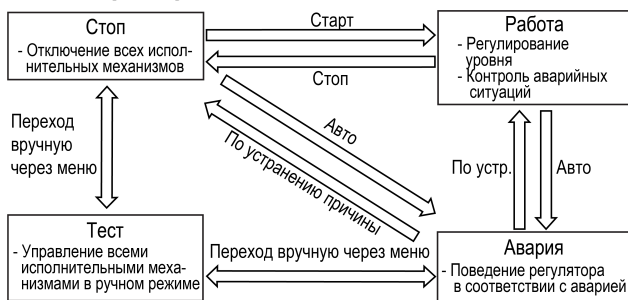 Стоп
- Отключение всех испол-
нительных механизмов
Старт
Стоп
Работа
- Регулирование
уровня
- Контроль аварийных
ситуаций
Переход
вручную
через меню
Авто
По устранению причины
По устр.
Авто
Тест
- Управление всеми
исполнительными меха-
низмами в ручном режиме
Переход вручную через меню
Авария
- Поведение регулятора
в соответствии с аварией